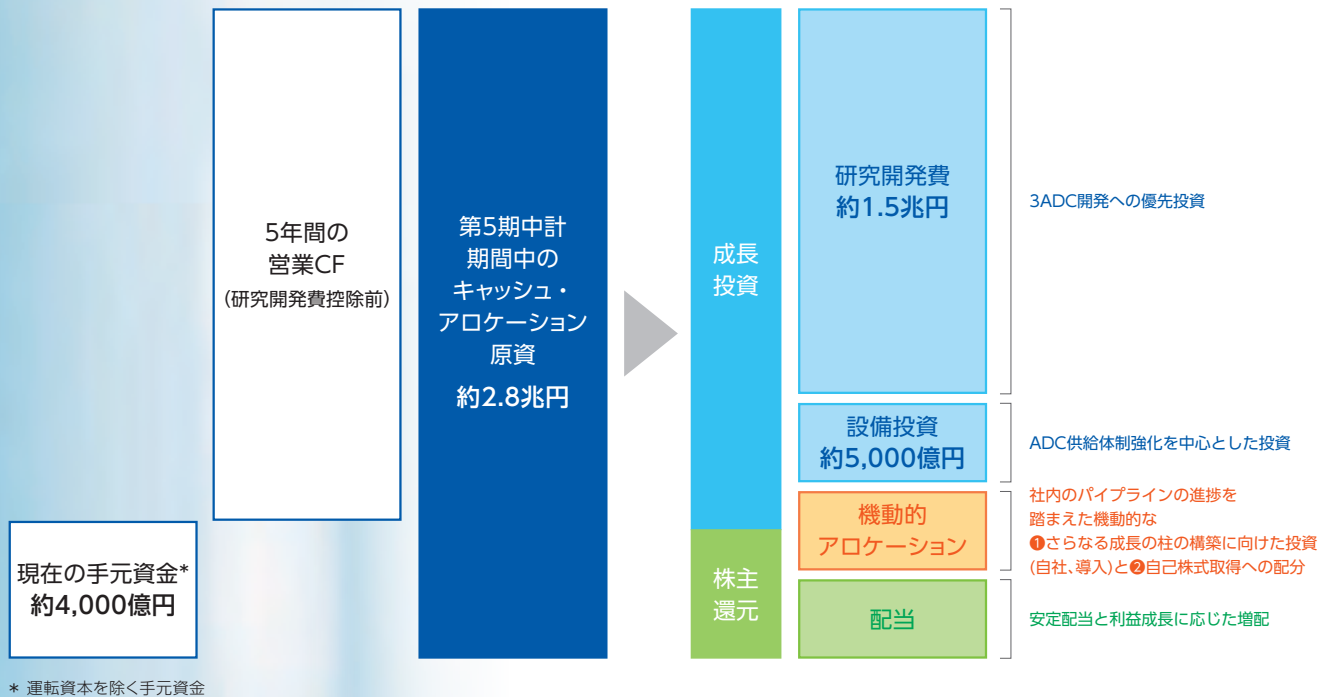 現在の手元資金*
約4,000億円
5年間の
営業CF
(研究開発費控除前)
第5期中計
期間中の
キャッシュ・
アロケーション
原資
約2.8兆円
成長
投資
株主
還元
研究開発費
約1.5兆円
3ADC開発への優先投資
設備投資
約5,000億円
ADC供給体制強化を中心とした投資
機動的
アロケーション
社内のパイプラインの進捗を
踏まえた機動的な
❶さらなる成長の柱の構築に向けた投資
(自社、導入)と❷自己株式取得への配分
配当
安定配当と利益成長に応じた増配
* 運転資本を除く手元資金